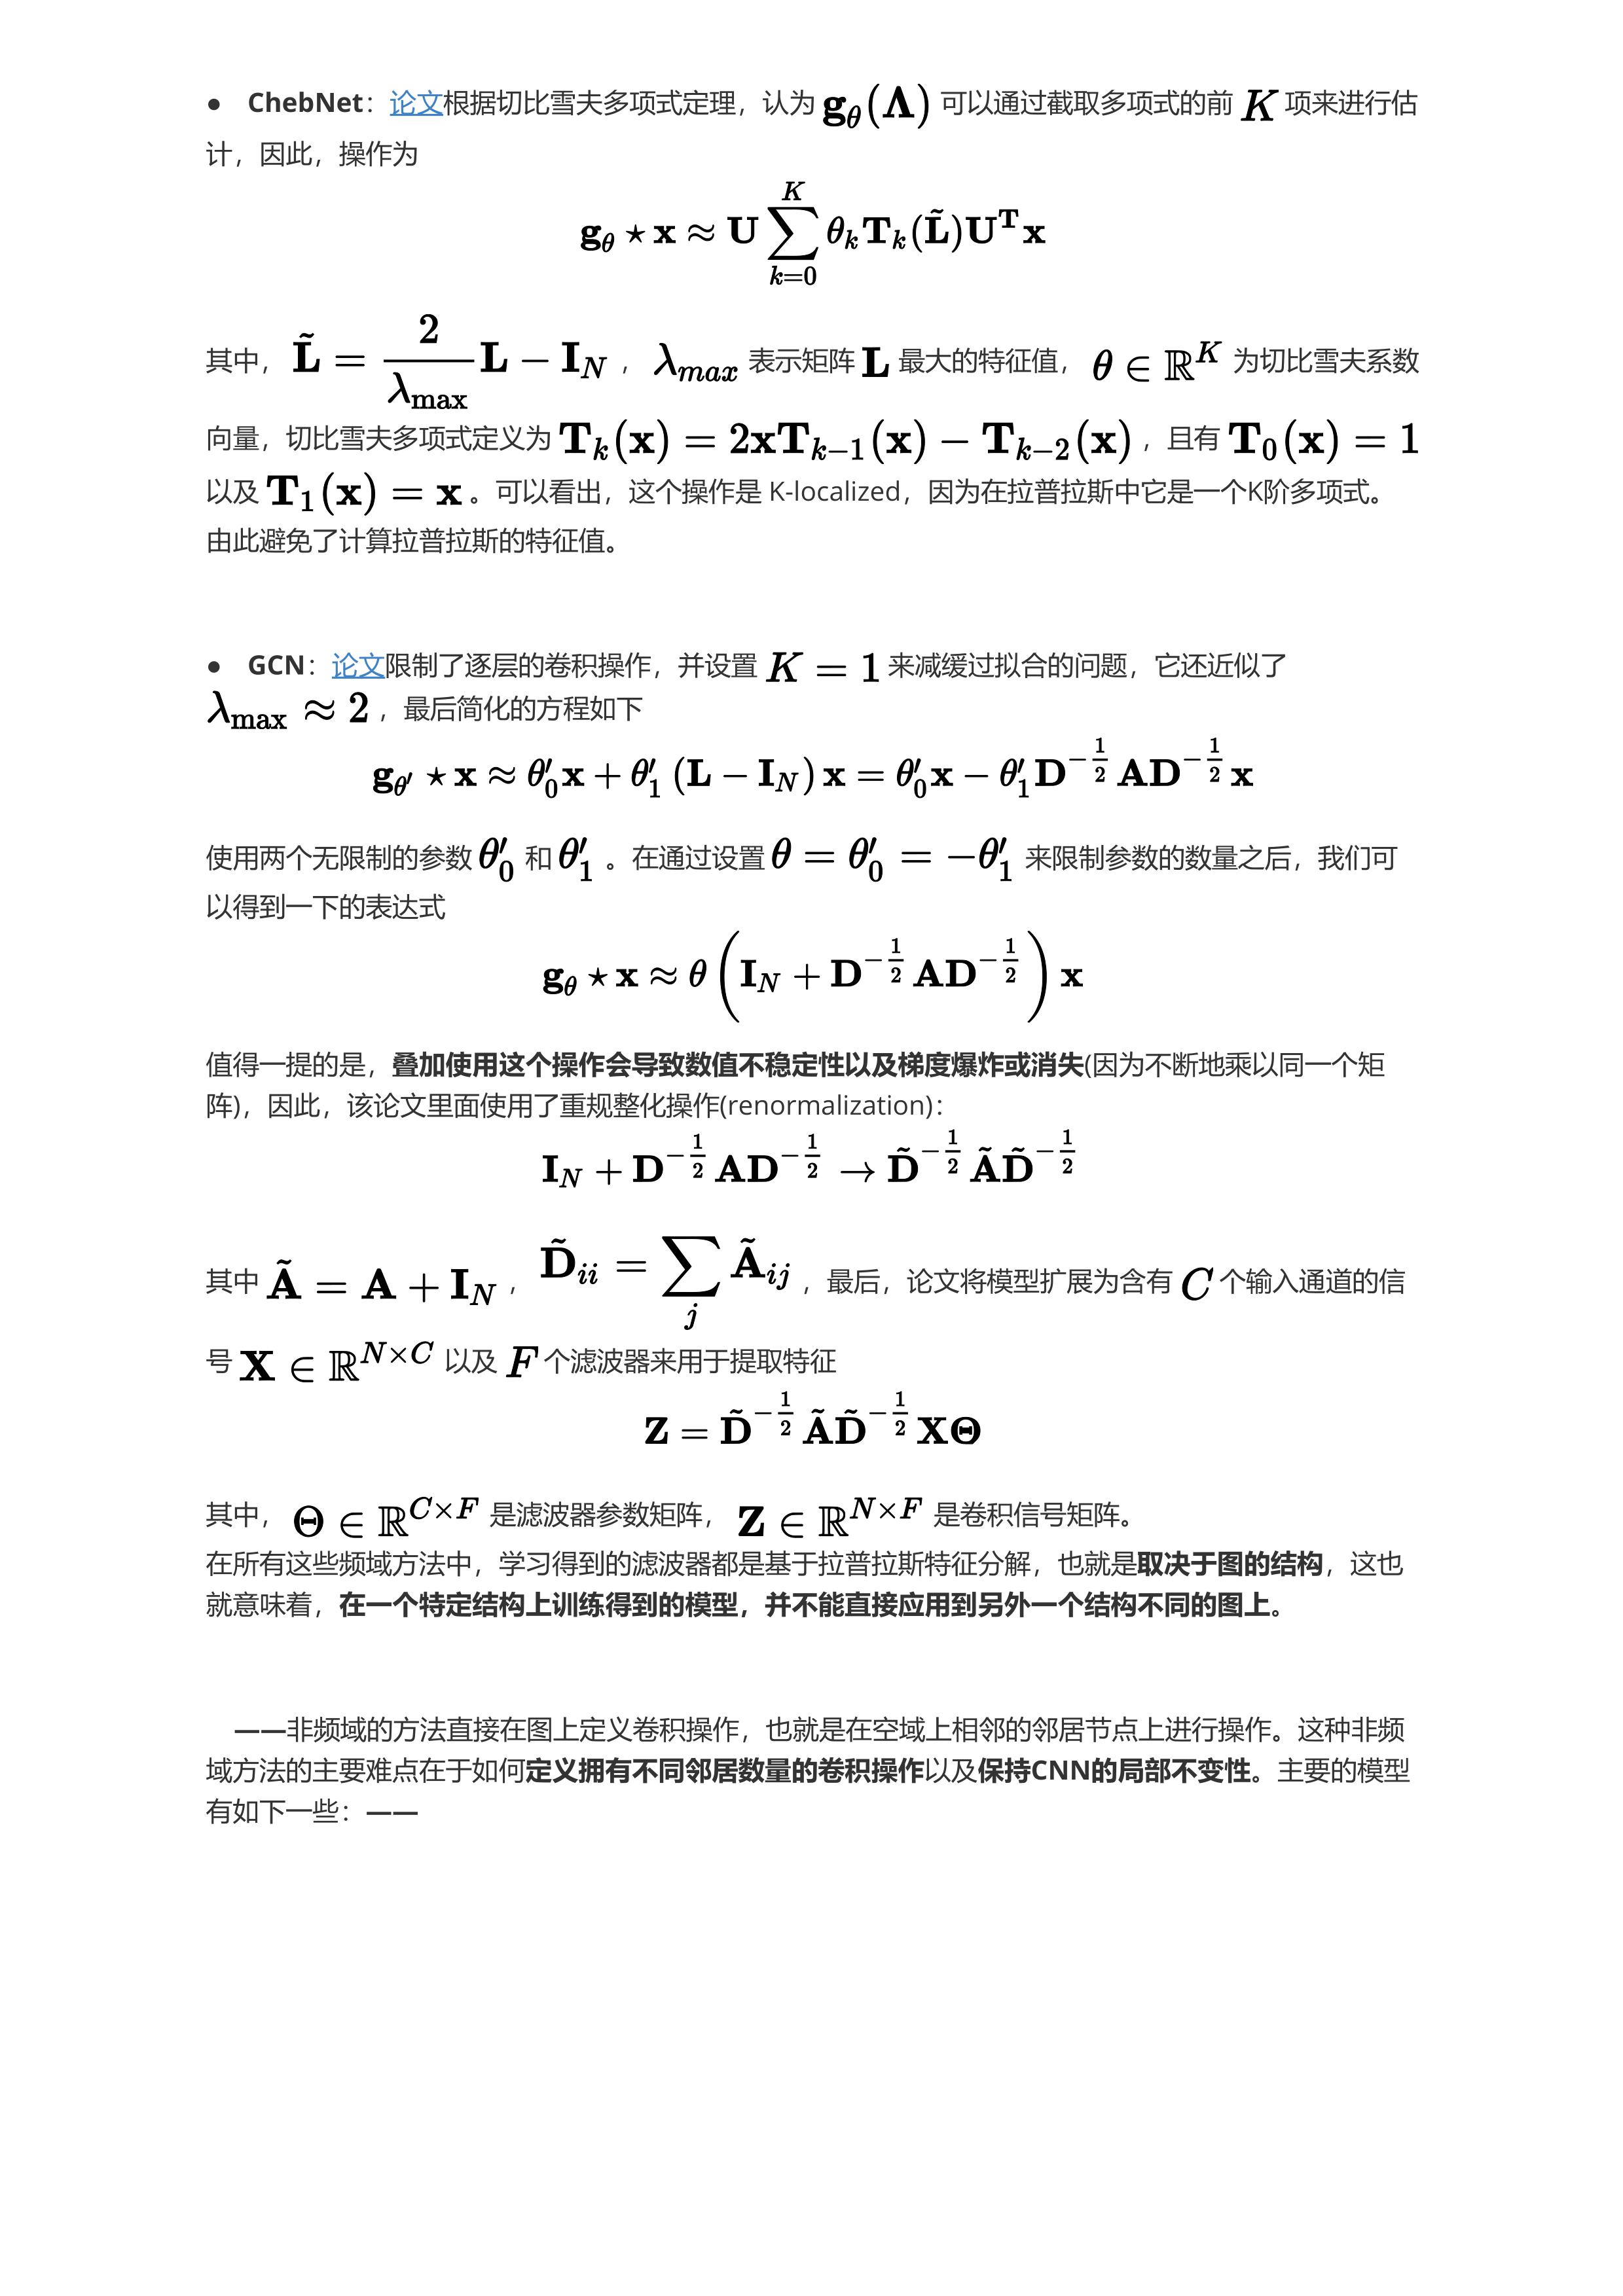 ● ChebNet：论文根据切比雪夫多项式定理，认为 $\mathbf{g}_\theta(\mathbf{\Lambda})$ 可以通过截取多项式的前 $K$ 项来进行估
计，因此，操作为
$\mathbf{g}_\theta \star \mathbf{x} \approx \mathbf{U} \sum_{k=0}^{K} \theta_k \mathbf{T}_k(\tilde{\mathbf{L}}) \mathbf{U}^{\mathbf{T}} \mathbf{x}$
其中， $\tilde{\mathbf{L}} = \frac{2}{\lambda_{\max}} \mathbf{L} - \mathbf{I}_N$ ， $\lambda_{max}$ 表示矩阵 $\mathbf{L}$ 最大的特征值， $\theta \in \mathbb{R}^K$ 为切比雪夫系数
向量，切比雪夫多项式定义为 $\mathbf{T}_k(\mathbf{x}) = 2\mathbf{x}\mathbf{T}_{k-1}(\mathbf{x}) - \mathbf{T}_{k-2}(\mathbf{x})$ ，且有 $\mathbf{T}_0(\mathbf{x}) = 1$
以及 $\mathbf{T}_1(\mathbf{x}) = \mathbf{x}$ 。可以看出，这个操作是 K-localized，因为在拉普拉斯中它是一个K阶多项式。
由此避免了计算拉普拉斯的特征值。
● GCN：论文限制了逐层的卷积操作，并设置 $K = 1$ 来减缓过拟合的问题，它还近似了
$\lambda_{\max} \approx 2$ ，最后简化的方程如下
$\mathbf{g}_{\theta'} \star \mathbf{x} \approx \theta'_0 \mathbf{x} + \theta'_1 (\mathbf{L} - \mathbf{I}_N) \mathbf{x} = \theta'_0 \mathbf{x} - \theta'_1 \mathbf{D}^{-\frac{1}{2}} \mathbf{A} \mathbf{D}^{-\frac{1}{2}} \mathbf{x}$
使用两个无限制的参数 $\theta'_0$ 和 $\theta'_1$ 。在通过设置 $\theta = \theta'_0 = -\theta'_1$ 来限制参数的数量之后，我们可
以得到一下的表达式
$\mathbf{g}_\theta \star \mathbf{x} \approx \theta \left( \mathbf{I}_N + \mathbf{D}^{-\frac{1}{2}} \mathbf{A} \mathbf{D}^{-\frac{1}{2}} \right) \mathbf{x}$
值得一提的是，叠加使用这个操作会导致数值不稳定性以及梯度爆炸或消失(因为不断地乘以同一个矩
阵)，因此，该论文里面使用了重规整化操作(renormalization)：
$\mathbf{I}_N + \mathbf{D}^{-\frac{1}{2}} \mathbf{A} \mathbf{D}^{-\frac{1}{2}} \rightarrow \tilde{\mathbf{D}}^{-\frac{1}{2}} \tilde{\mathbf{A}} \tilde{\mathbf{D}}^{-\frac{1}{2}}$
其中 $\tilde{\mathbf{A}} = \mathbf{A} + \mathbf{I}_N$ ， $\tilde{\mathbf{D}}_{ii} = \sum_j \tilde{\mathbf{A}}_{ij}$ ，最后，论文将模型扩展为含有 $C$ 个输入通道的信
号 $\mathbf{X} \in \mathbb{R}^{N \times C}$ 以及 $F$ 个滤波器来用于提取特征
$\mathbf{Z} = \tilde{\mathbf{D}}^{-\frac{1}{2}} \tilde{\mathbf{A}} \tilde{\mathbf{D}}^{-\frac{1}{2}} \mathbf{X} \mathbf{\Theta}$
其中， $\Theta \in \mathbb{R}^{C \times F}$ 是滤波器参数矩阵， $\mathbf{Z} \in \mathbb{R}^{N \times F}$ 是卷积信号矩阵。
在所有这些频域方法中，学习得到的滤波器都是基于拉普拉斯特征分解，也就是取决于图的结构，这也
就意味着，在一个特定结构上训练得到的模型，并不能直接应用到另外一个结构不同的图上。
——非频域的方法直接在图上定义卷积操作，也就是在空域上相邻的邻居节点上进行操作。这种非频
域方法的主要难点在于如何定义拥有不同邻居数量的卷积操作以及保持CNN的局部不变性。主要的模型
有如下一些：——